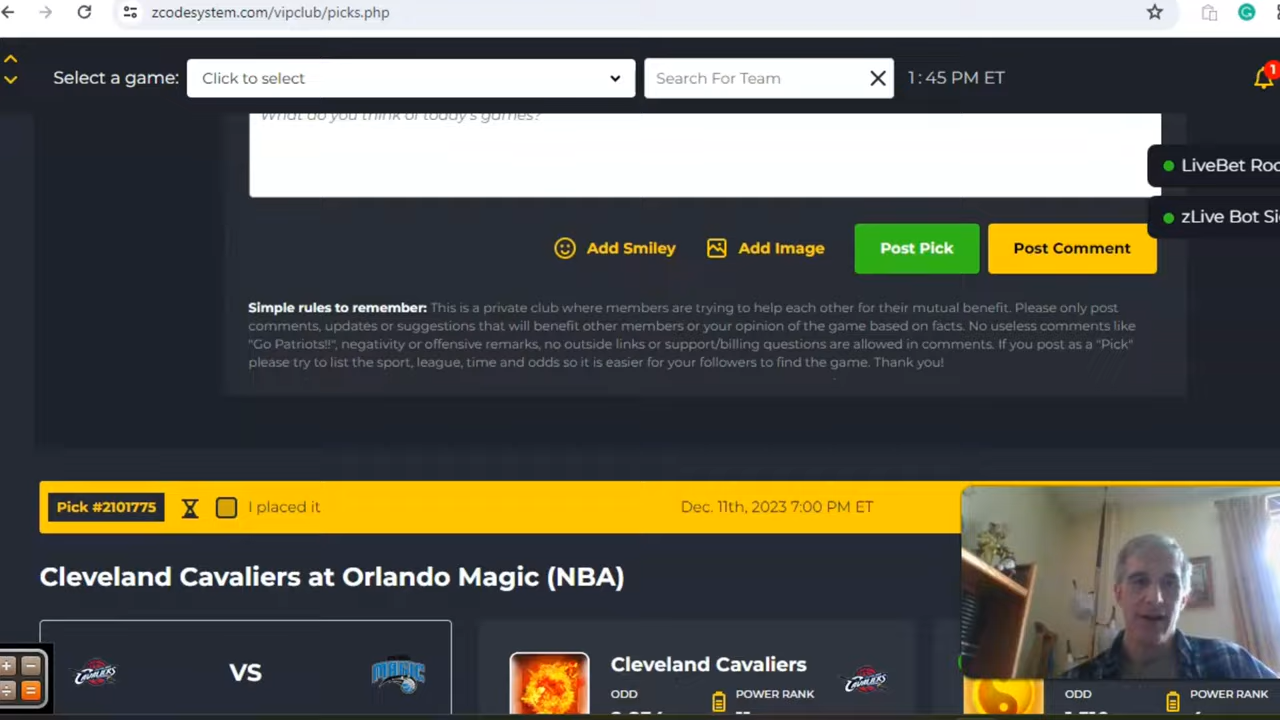 zcodesystem.com/vipclub/picks.php
Select a game: Click to select Search For Team 1:45 PM ET 1
What do you think of today's games?
LiveBet
zLive Bot
Add Smiley Add Image Post Pick Post Comment
Simple rules to remember: This is a private club where members are trying to help each other for their mutual benefit. Please only post
comments, updates or suggestions that will benefit other members or your opinion of the game based on facts. No useless comments like
"Go Patriots!!", negativity or offensive remarks, no outside links or support/billing questions are allowed in comments. If you post as a "Pick"
please try to list the sport, league, time and odds so it is easier for your followers to find the game. Thank you!
Pick #2101775 I placed it Dec. 11th, 2023 7:00 PM ET
Cleveland Cavaliers at Orlando Magic (NBA)
CAVALIERS VS MAGIC
Cleveland Cavaliers CAVALIERS
ODD POWER RANK
ODD POWER RANK